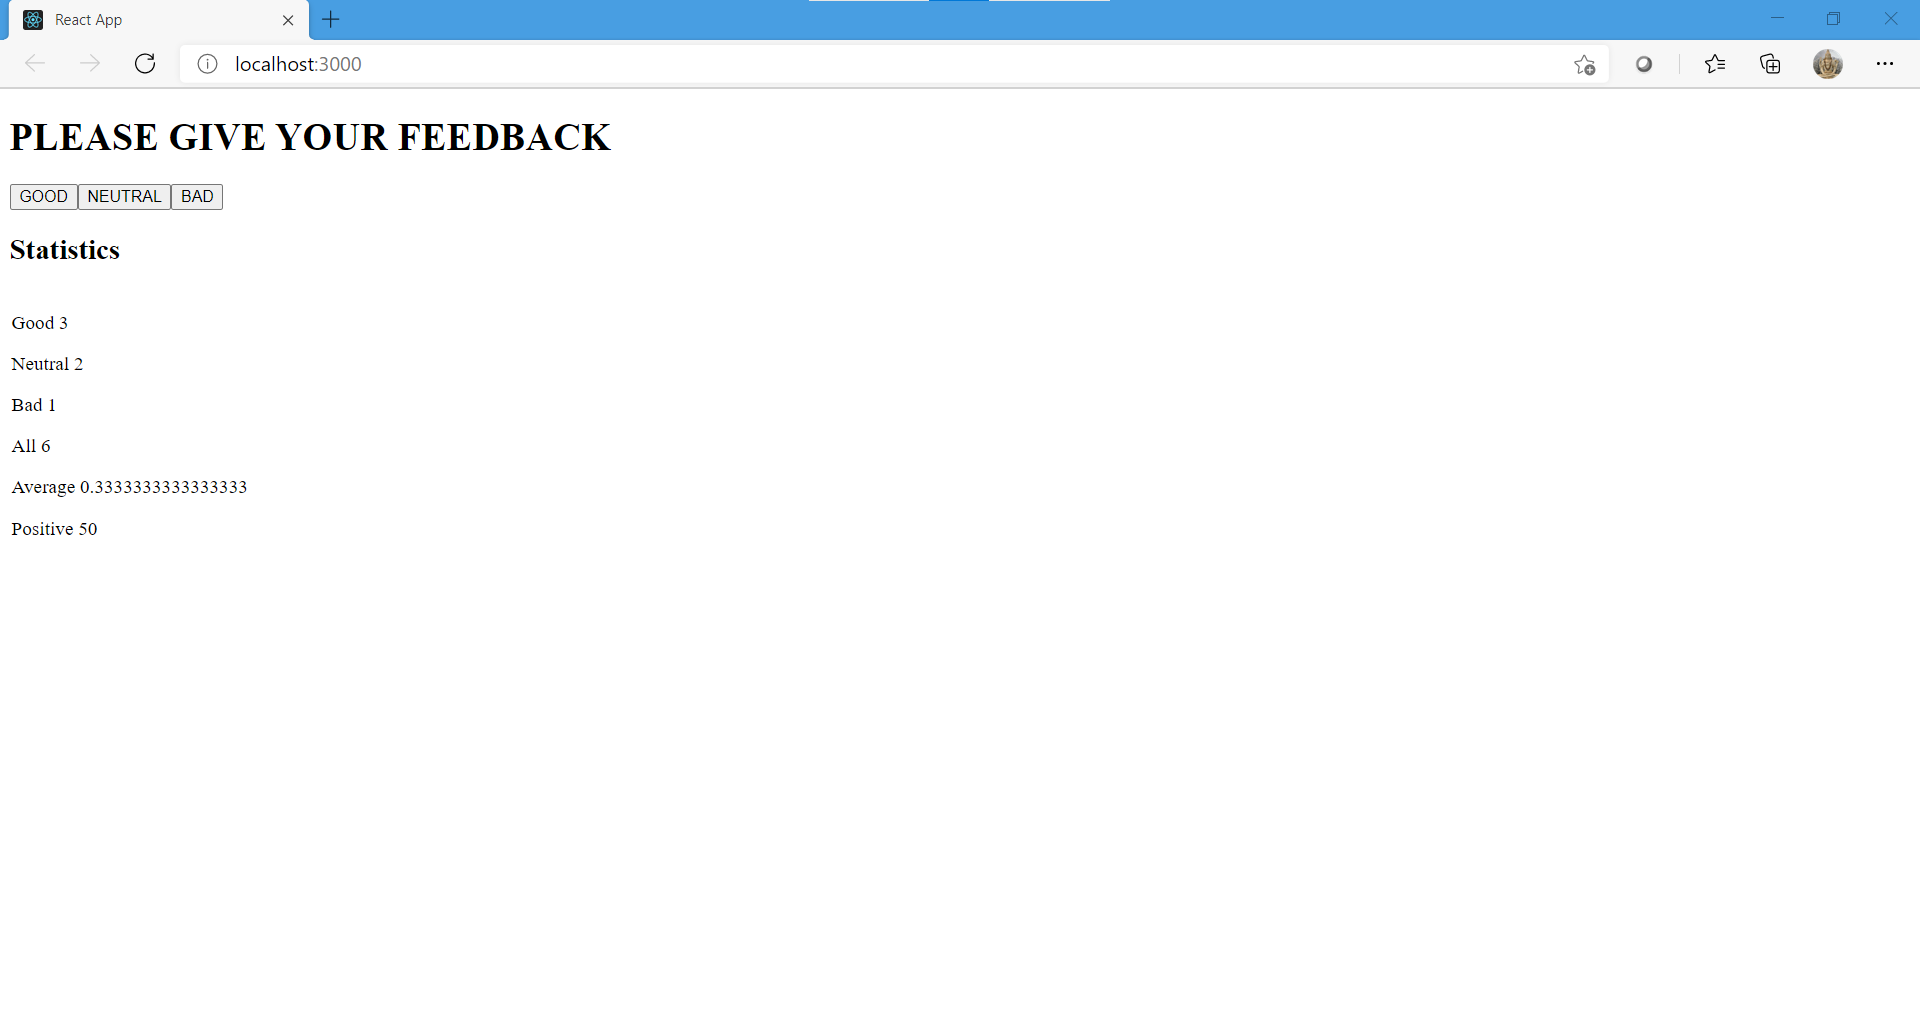 React App
localhost:3000
PLEASE GIVE YOUR FEEDBACK
GOOD NEUTRAL BAD
Statistics
Good 3
Neutral 2
Bad 1
All 6
Average 0.3333333333333333
Positive 50